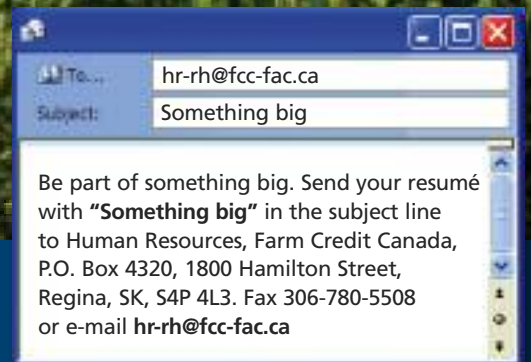 To...
hr-rh@fcc-fac.ca
Subject:
Something big
Be part of something big. Send your resumé
with “Something big” in the subject line
to Human Resources, Farm Credit Canada,
P.O. Box 4320, 1800 Hamilton Street,
Regina, SK, S4P 4L3. Fax 306-780-5508
or e-mail hr-rh@fcc-fac.ca